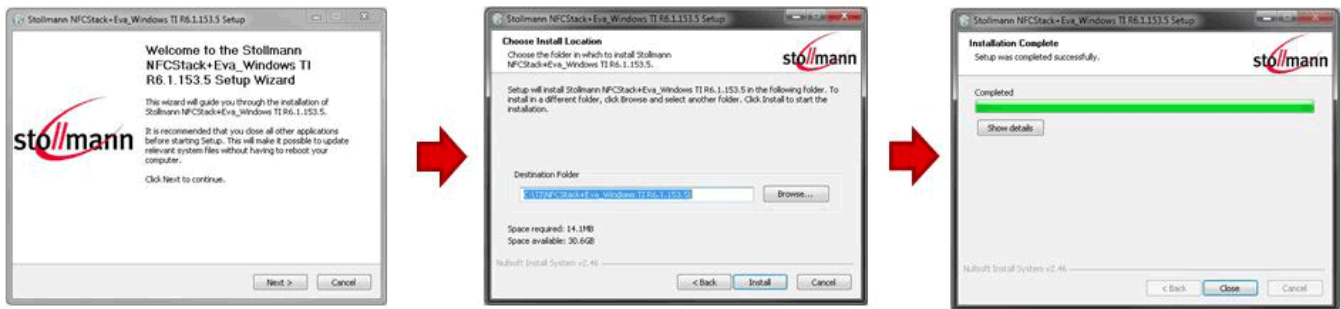 Stollmann NFCStack+Eva_Windows TI R6.1.153.5 Setup
stollmann
Welcome to the Stollmann
NFCStack+Eva_Windows TI
R6.1.153.5 Setup Wizard
This wizard will guide you through the installation of
Stollmann NFCStack+Eva_Windows TI R6.1.153.5.
It is recommended that you close all other applications
before starting Setup. This will make it possible to update
relevant system files without having to reboot your
computer.
Click Next to continue.
Next >
Cancel
Stollmann NFCStack+Eva_Windows TI R6.1.153.5 Setup
Choose Install Location
Choose the folder in which to install Stollmann
NFCStack+Eva_Windows TI R6.1.153.5.
stollmann
Setup will install Stollmann NFCStack+Eva_Windows TI R6.1.153.5 in the following folder. To
install in a different folder, click Browse and select another folder. Click Install to start the
installation.
Destination Folder
C:\TI\NFCStack+Eva_Windows TI R6.1.153.5\
Browse...
Space required: 14.1MB
Space available: 30.6GB
Nullsoft Install System v2.46
< Back
Install
Cancel
Stollmann NFCStack+Eva_Windows TI R6.1.153.5 Setup
Installation Complete
Setup was completed successfully.
stollmann
Completed
Show details
Nullsoft Install System v2.46
< Back
Close
Cancel